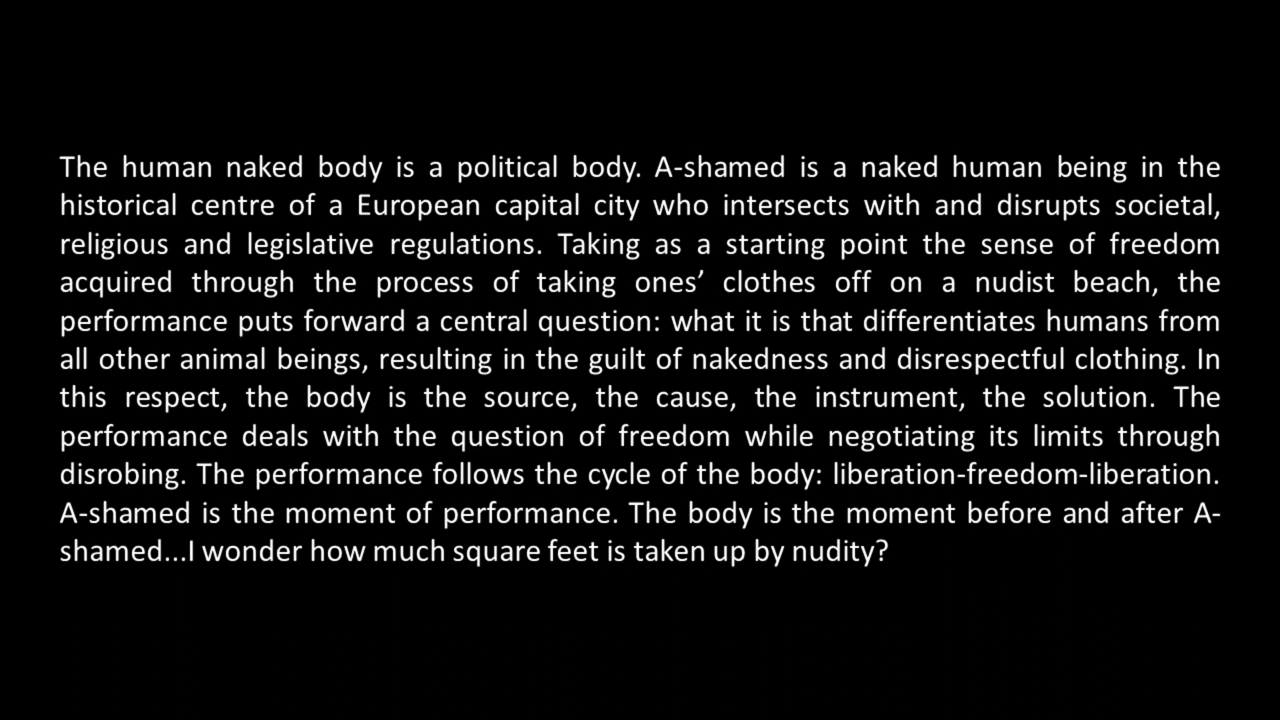 The human naked body is a political body. A-shamed is a naked human being in the
historical centre of a European capital city who intersects with and disrupts societal,
religious and legislative regulations. Taking as a starting point the sense of freedom
acquired through the process of taking ones’ clothes off on a nudist beach, the
performance puts forward a central question: what it is that differentiates humans from
all other animal beings, resulting in the guilt of nakedness and disrespectful clothing. In
this respect, the body is the source, the cause, the instrument, the solution. The
performance deals with the question of freedom while negotiating its limits through
disrobing. The performance follows the cycle of the body: liberation-freedom-liberation.
A-shamed is the moment of performance. The body is the moment before and after A-
shamed...I wonder how much square feet is taken up by nudity?